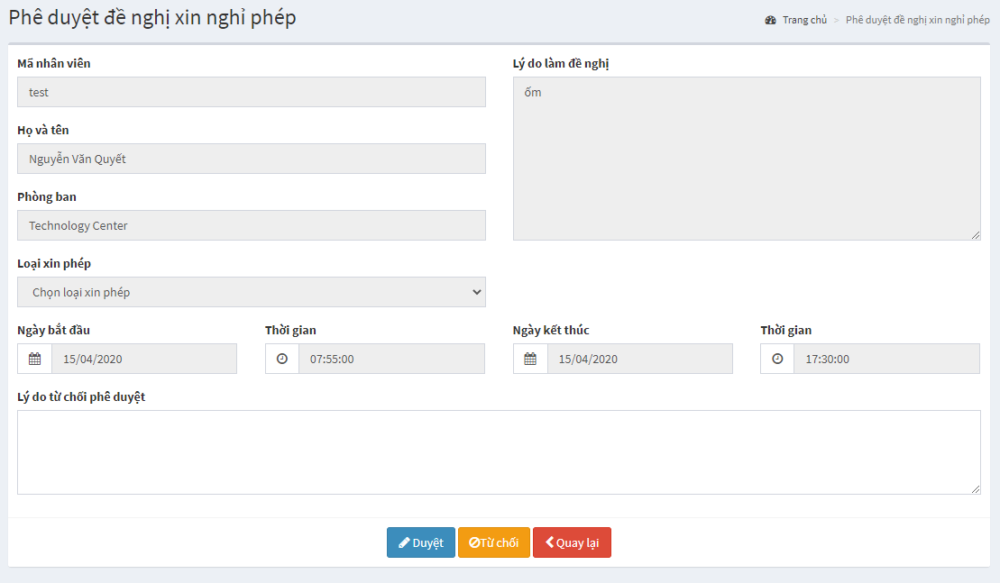 Phê duyệt đề nghị xin nghỉ phép
Trang chủ > Phê duyệt đề nghị xin nghỉ phép
Mã nhân viên
test
Họ và tên
Nguyễn Văn Quyết
Phòng ban
Technology Center
Lý do làm đề nghị
ốm
Loại xin phép
Chọn loại xin phép
Ngày bắt đầu
15/04/2020
Thời gian
07:55:00
Ngày kết thúc
15/04/2020
Thời gian
17:30:00
Lý do từ chối phê duyệt
Duyệt
Từ chối
Quay lại